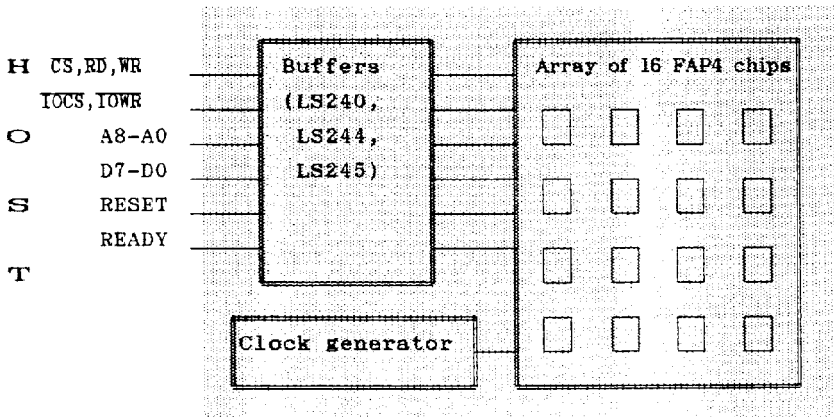 H CS,RD,WR
IOCS,IOWR
O A8-A0
D7-D0
S RESET
READY
T
Buffers
(LS240,
LS244,
LS245)
Array of 16 FAP4 chips
Clock generator